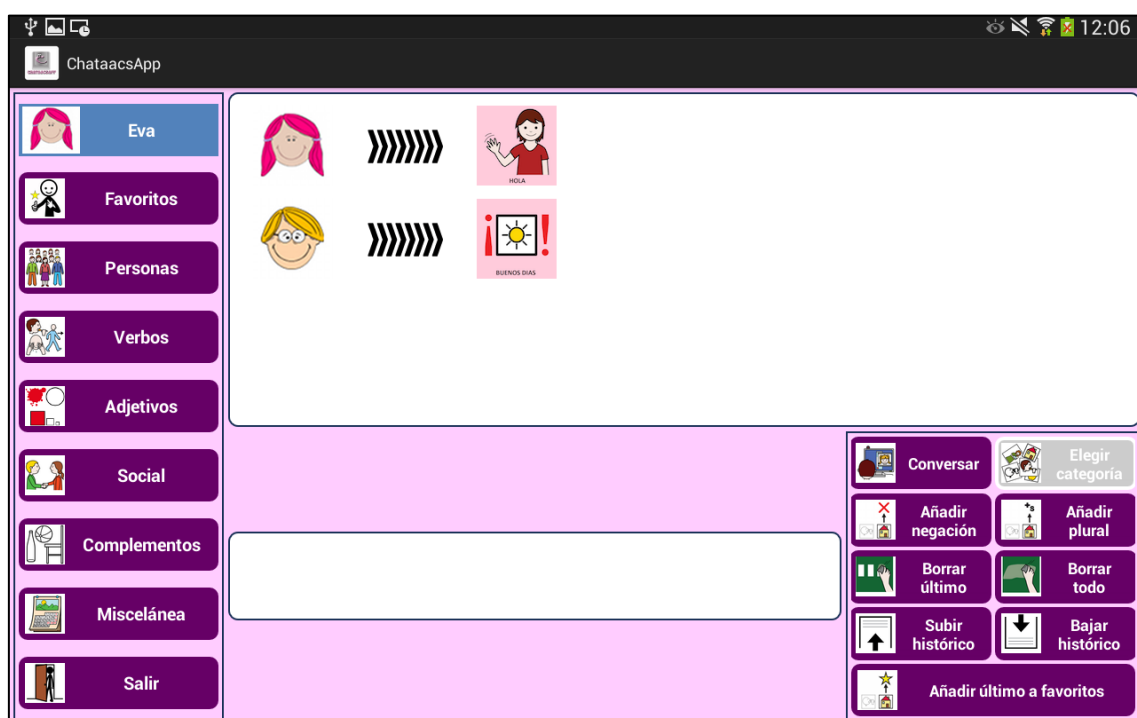 12:06
ChataacsApp
Eva
Favoritos
Personas
Verbos
Adjetivos
Social
Complementos
Miscelánea
Salir
HOLA
BUENOS DIAS
Conversar
Elegir
categoría
Añadir
negación
+s
Añadir
plural
Borrar
último
Borrar
todo
Subir
histórico
Bajar
histórico
Añadir último a favoritos